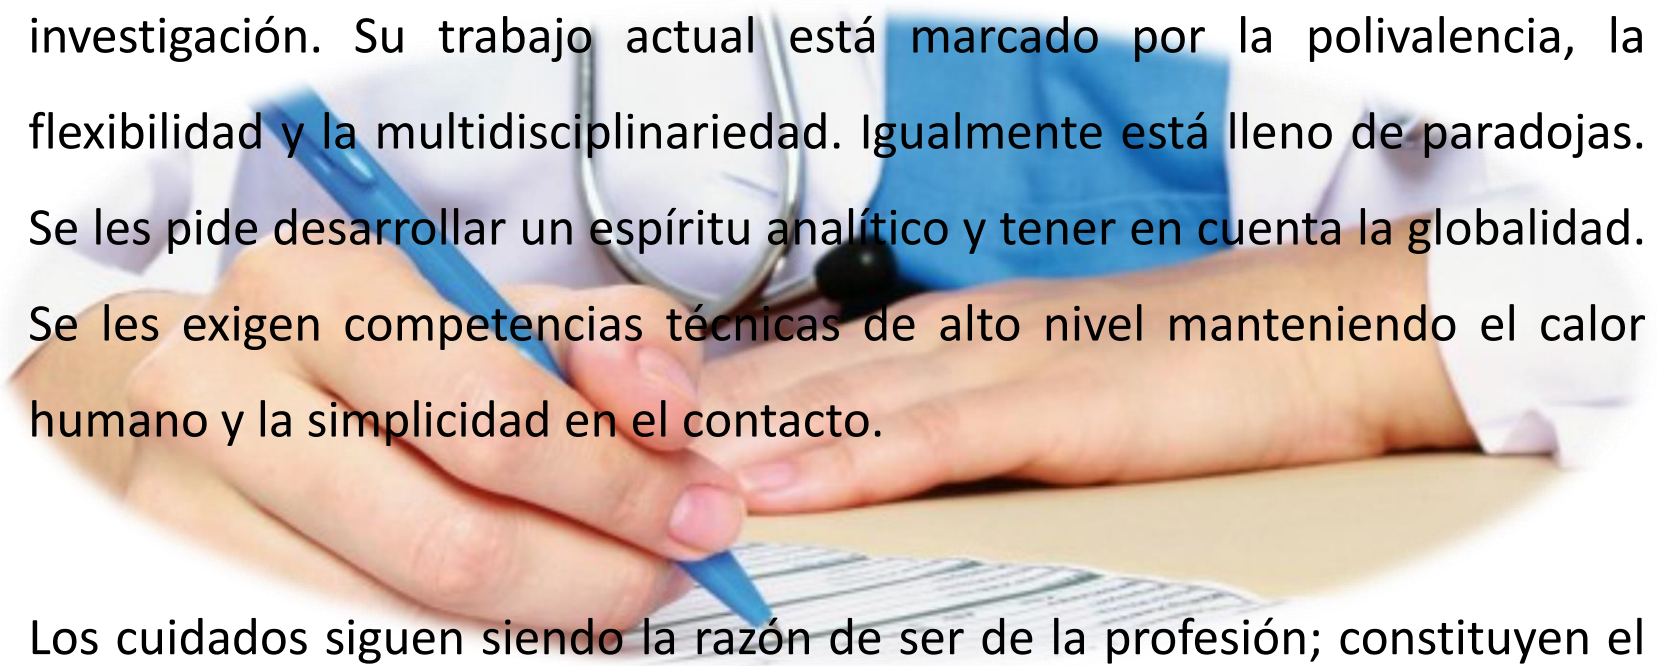 investigación. Su trabajo actual está marcado por la polivalencia, la
flexibilidad y la multidisciplinariedad. Igualmente está lleno de paradojas.
Se les pide desarrollar un espíritu analítico y tener en cuenta la globalidad.
Se les exigen competencias técnicas de alto nivel manteniendo el calor
humano y la simplicidad en el contacto.
Los cuidados siguen siendo la razón de ser de la profesión; constituyen el